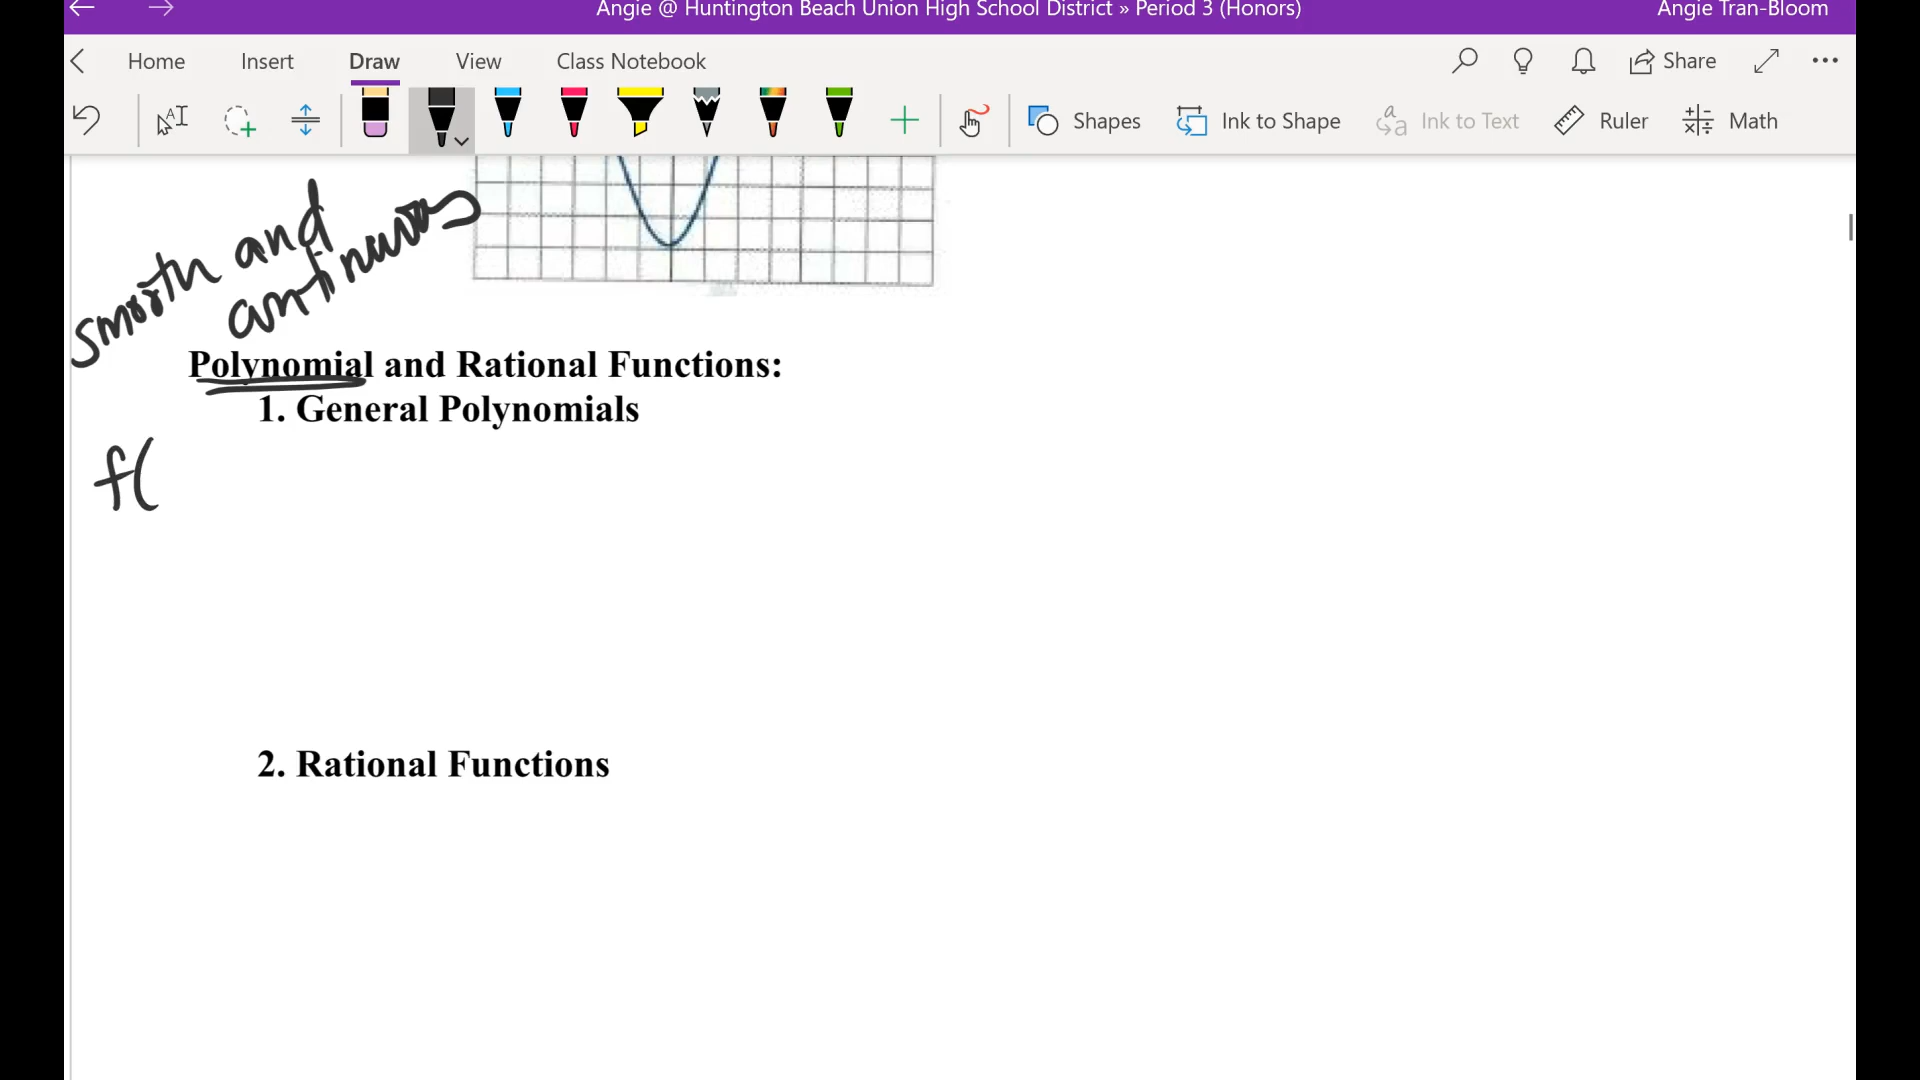 Angie @ Huntington Beach Union High School District » Period 3 (Honors)
Angie Tran-Bloom
Home Insert Draw View Class Notebook Share
Shapes Ink to Shape Ink to Text Ruler Math
smooth and
continuous
Polynomial and Rational Functions:
1. General Polynomials
f(
2. Rational Functions